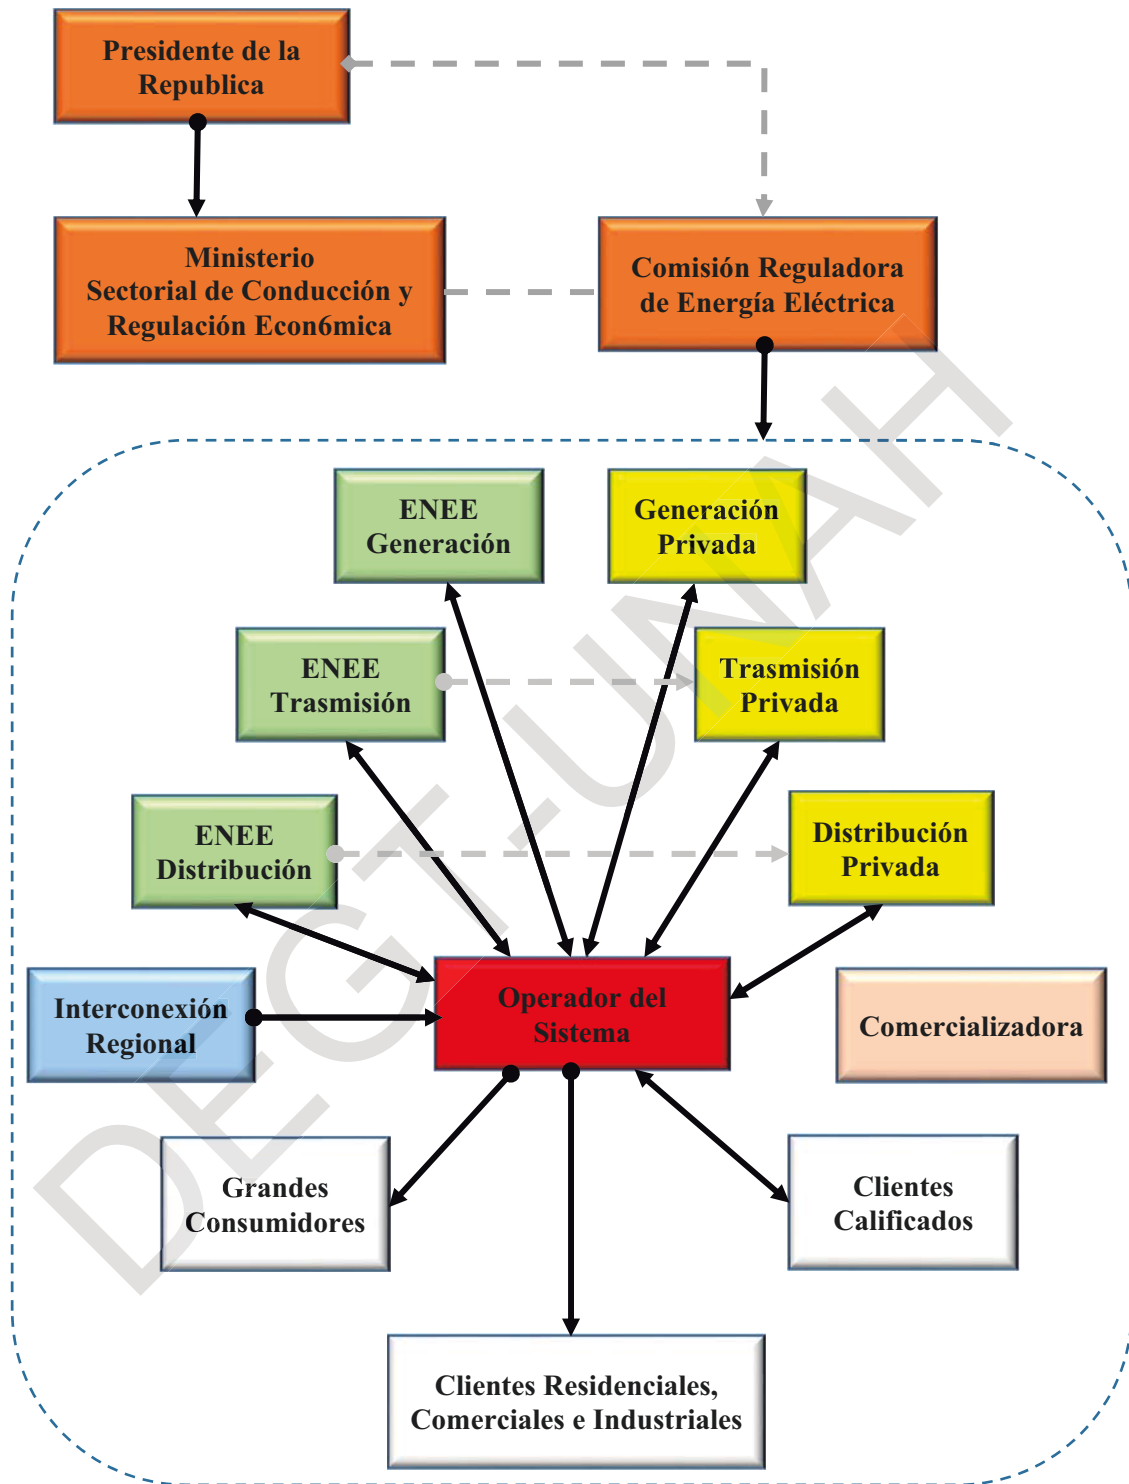 Presidente de la
Republica
Ministerio
Sectorial de Conducción y
Regulación Econ6mica
Comisión Reguladora
de Energía Eléctrica
ENEE
Generación
Generación
Privada
ENEE
Trasmisión
Trasmisión
Privada
ENEE
Distribución
Distribución
Privada
Interconexión
Regional
Operador del
Sistema
Comercializadora
Grandes
Consumidores
Clientes
Calificados
Clientes Residenciales,
Comerciales e Industriales
DEGT-UNAH